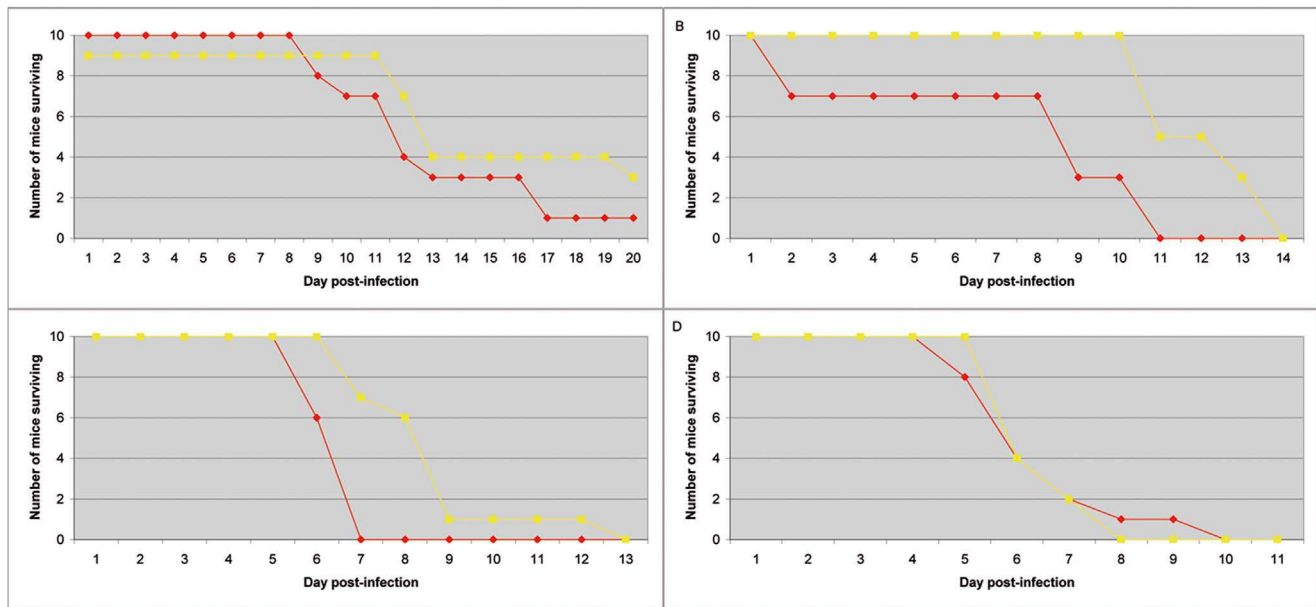 10
8
6
4
2
0
Number of mice surviving
1 2 3 4 5 6 7 8 9 10 11 12 13 14 15 16 17 18 19 20
Day post-infection
B
10
8
6
4
2
0
Number of mice surviving
1 2 3 4 5 6 7 8 9 10 11 12 13 14
Day post-infection
10
8
6
4
2
0
Number of mice surviving
1 2 3 4 5 6 7 8 9 10 11 12 13
Day post-infection
D
10
8
6
4
2
0
Number of mice surviving
1 2 3 4 5 6 7 8 9 10 11
Day post-infection